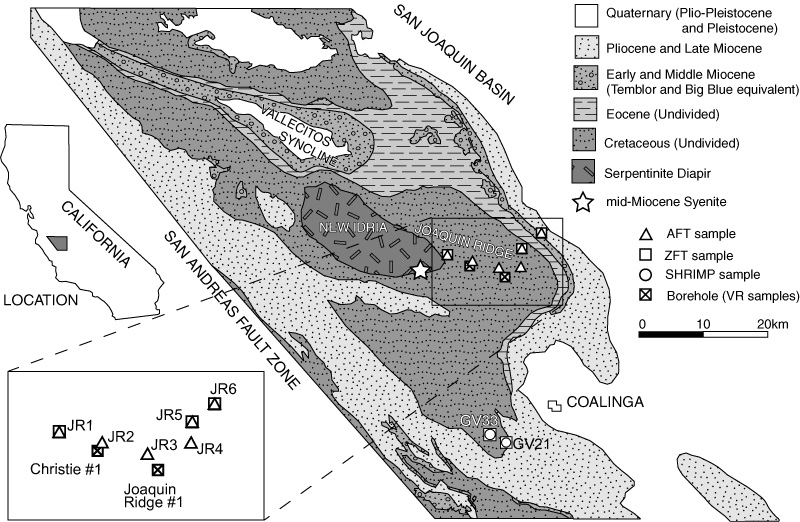 SAN JOAQUIN BASIN
Quaternary (Plio-Pleistocene
and Pleistocene)
Pliocene and Late Miocene
Early and Middle Miocene
(Temblor and Big Blue equivalent)
Eocene (Undivided)
Cretaceous (Undivided)
Serpentinite Diapir
mid-Miocene Syenite
AFT sample
ZFT sample
SHRIMP sample
Borehole (VR samples)
0 10 20km
VALLECITOS
SYNCLINE
NEW IDRIA
JOAQUIN RIDGE
CALIFORNIA
LOCATION
SAN ANDREAS FAULT ZONE
COALINGA
GV33
GV21
JR6
JR5
JR1
JR2
JR3
JR4
Christie #1
Joaquin
Ridge #1